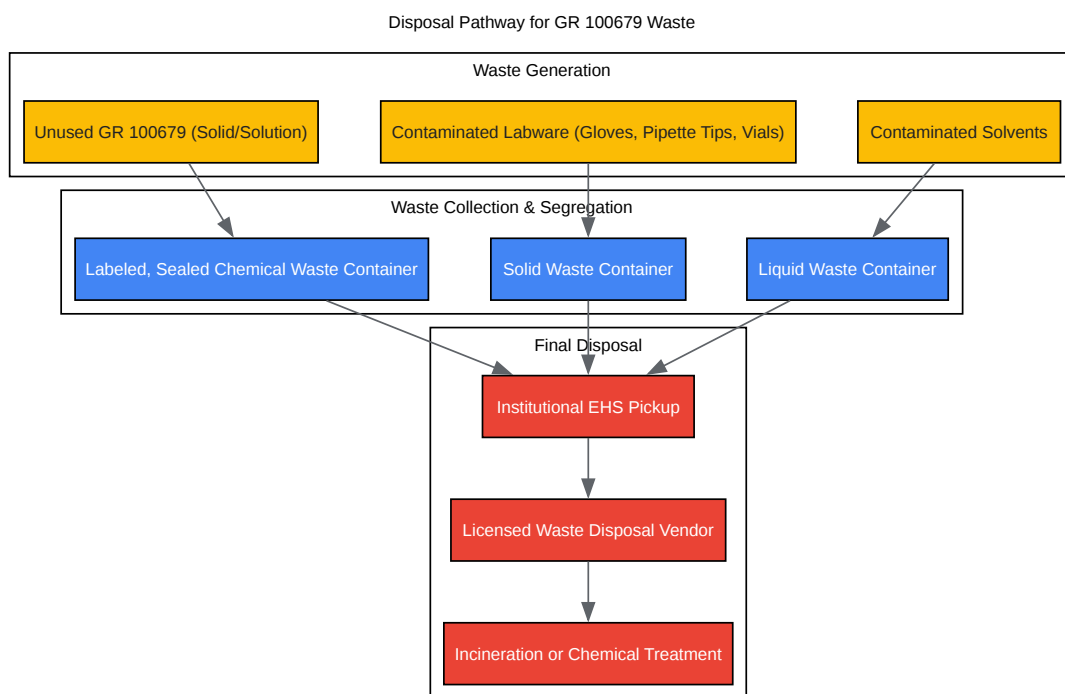 Disposal Pathway for GR 100679 Waste
Waste Generation
Unused GR 100679 (Solid/Solution)
Contaminated Labware (Gloves, Pipette Tips, Vials)
Contaminated Solvents
Waste Collection & Segregation
Labeled, Sealed Chemical Waste Container
Solid Waste Container
Liquid Waste Container
Final Disposal
Institutional EHS Pickup
Licensed Waste Disposal Vendor
Incineration or Chemical Treatment